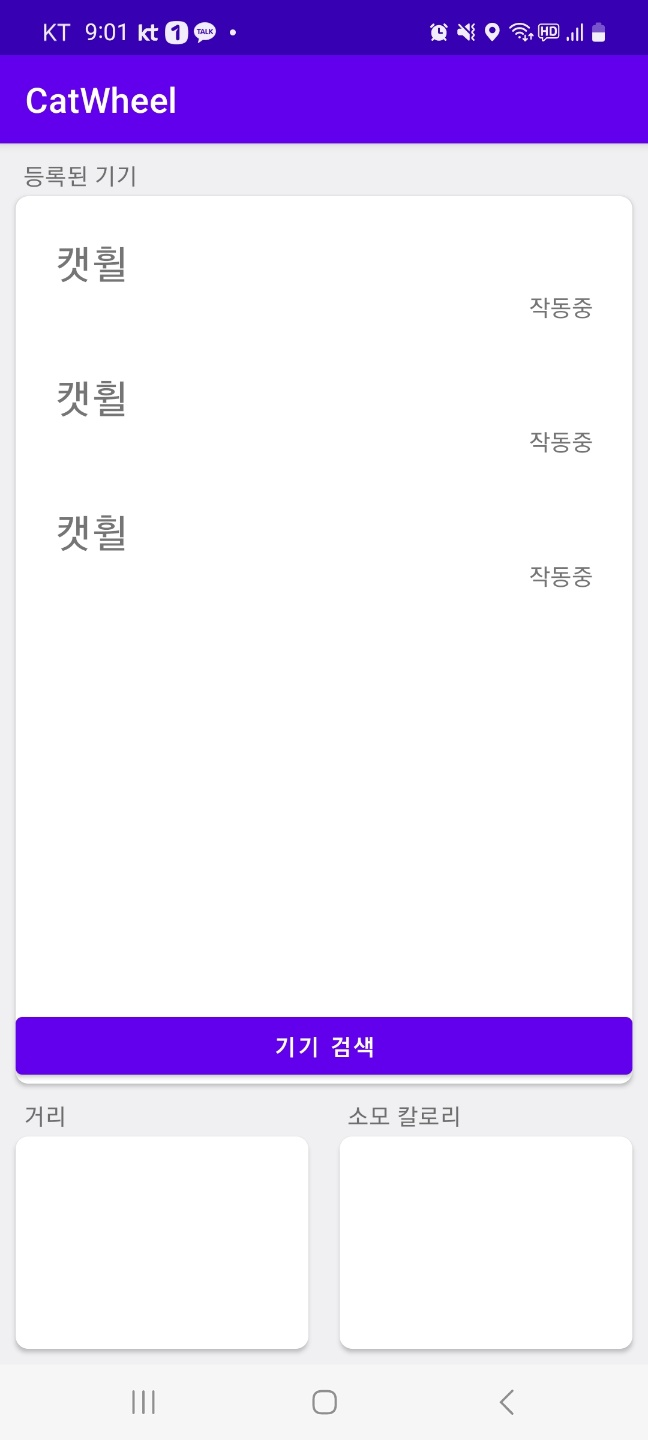 KT 9:01 kt 1 TALK HD
CatWheel
등록된 기기
캣휠
작동중
캣휠
작동중
캣휠
작동중
기기 검색
거리 소모 칼로리